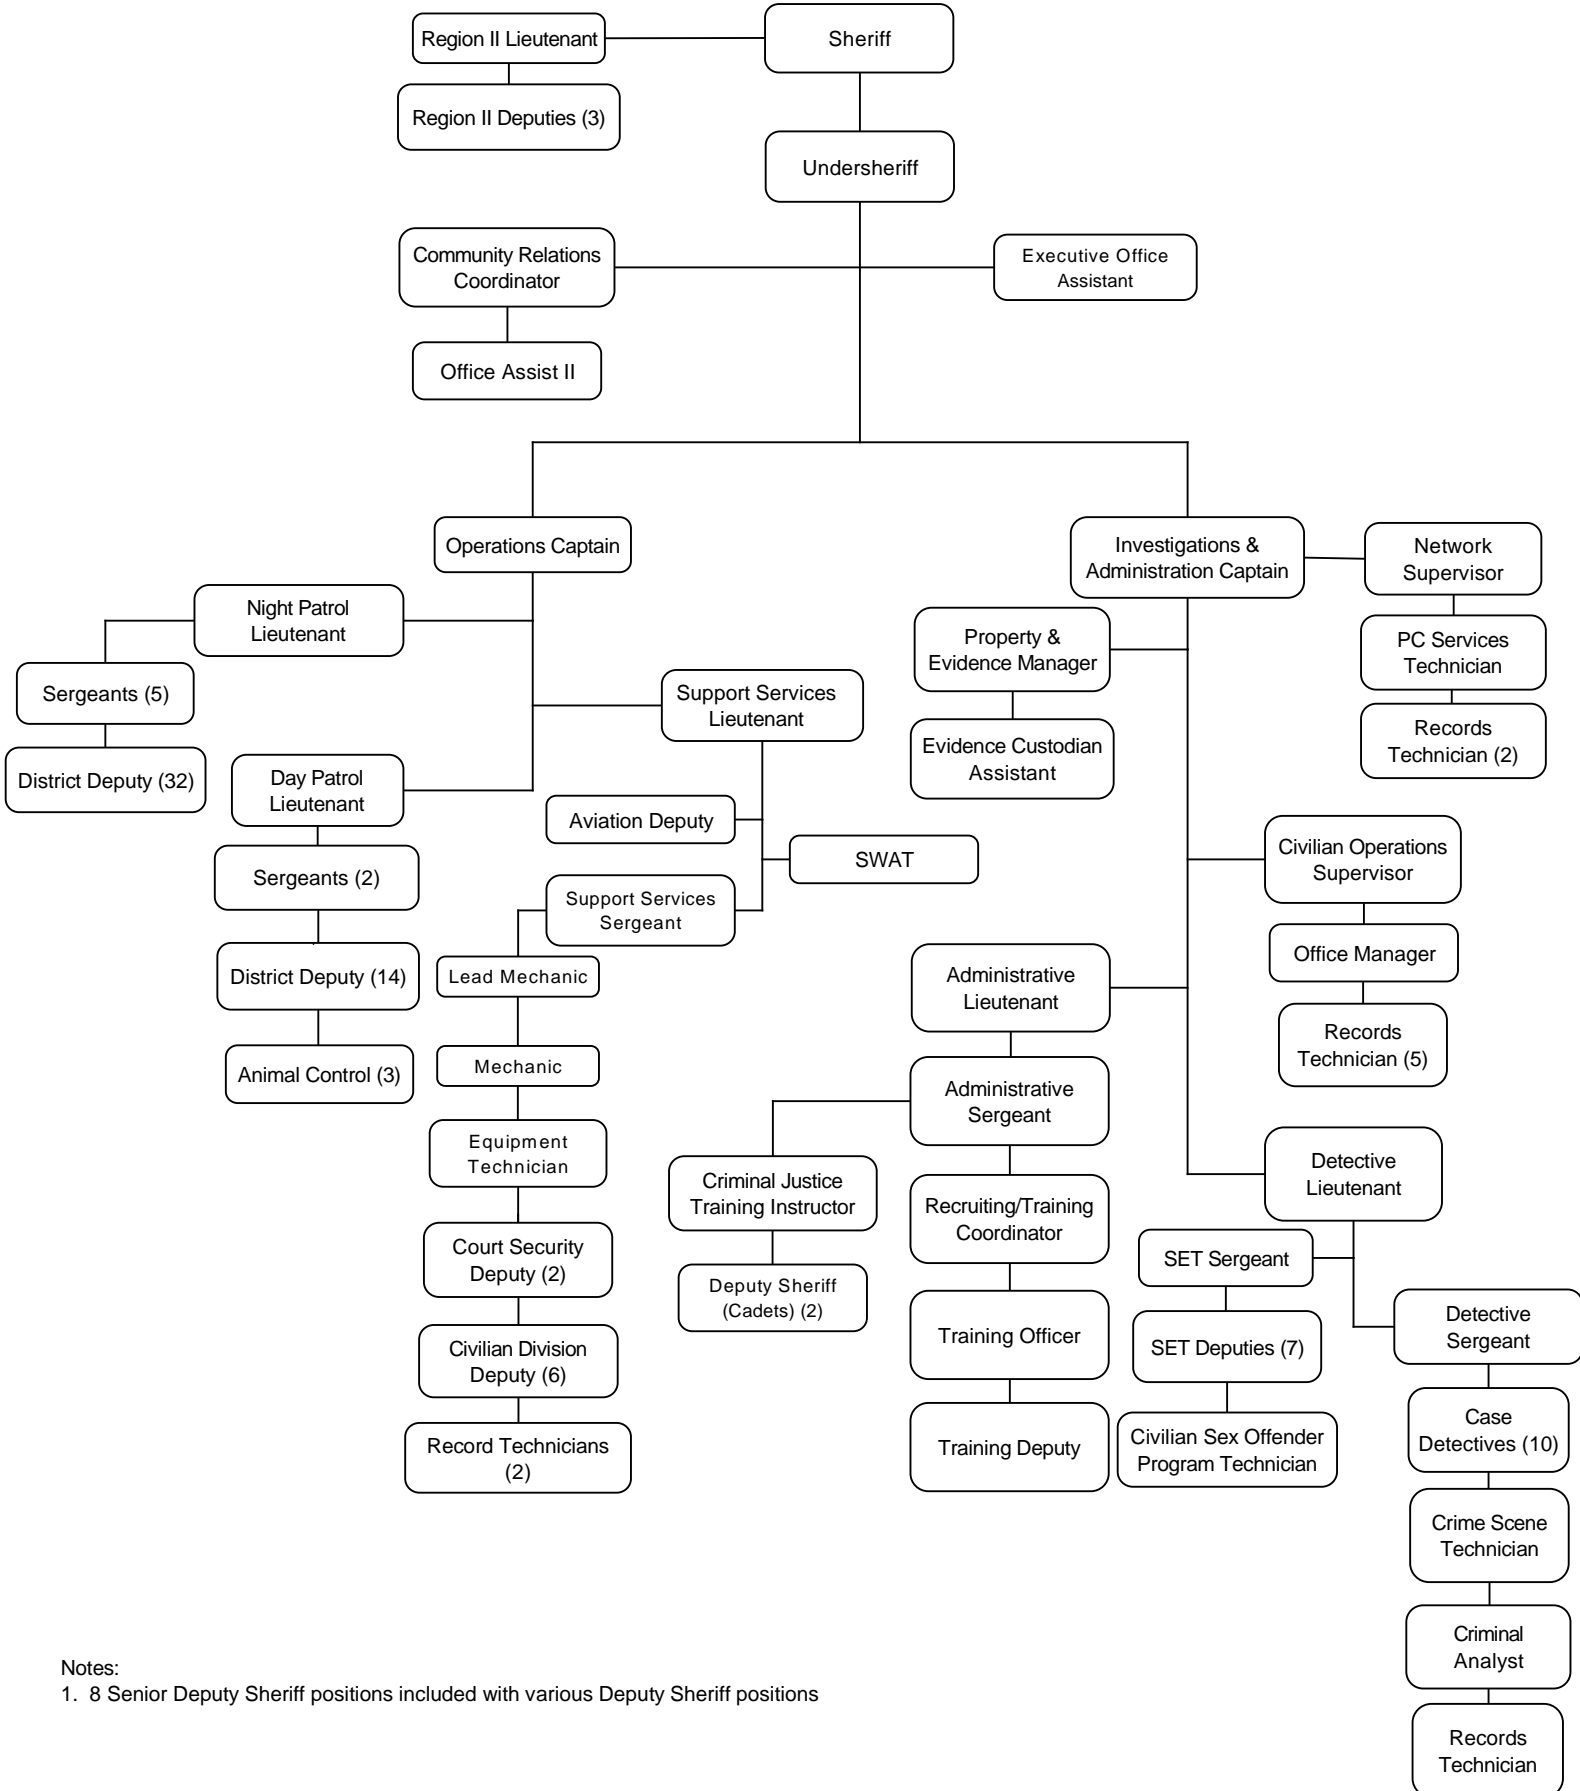 Region II Lieutenant
Sheriff
Region II Deputies (3)
Undersheriff
Community Relations
Coordinator
Executive Office
Assistant
Office Assist II
Operations Captain
Investigations &
Administration Captain
Network
Supervisor
Night Patrol
Lieutenant
Property &
Evidence Manager
PC Services
Technician
Sergeants (5)
Support Services
Lieutenant
Records
Technician (2)
Evidence Custodian
Assistant
District Deputy (32)
Day Patrol
Lieutenant
Aviation Deputy
SWAT
Civilian Operations
Supervisor
Sergeants (2)
Support Services
Sergeant
Office Manager
District Deputy (14)
Lead Mechanic
Administrative
Lieutenant
Records
Technician (5)
Animal Control (3)
Mechanic
Administrative
Sergeant
Equipment
Technician
Criminal Justice
Training Instructor
Recruiting/Training
Coordinator
Detective
Lieutenant
Court Security
Deputy (2)
Deputy Sheriff
(Cadets) (2)
SET Sergeant
Civilian Division
Deputy (6)
Training Officer
SET Deputies (7)
Detective
Sergeant
Record Technicians
(2)
Training Deputy
Civilian Sex Offender
Program Technician
Case
Detectives (10)
Crime Scene
Technician
Criminal
Analyst
Records
Technician
Notes:
1. 8 Senior Deputy Sheriff positions included with various Deputy Sheriff positions